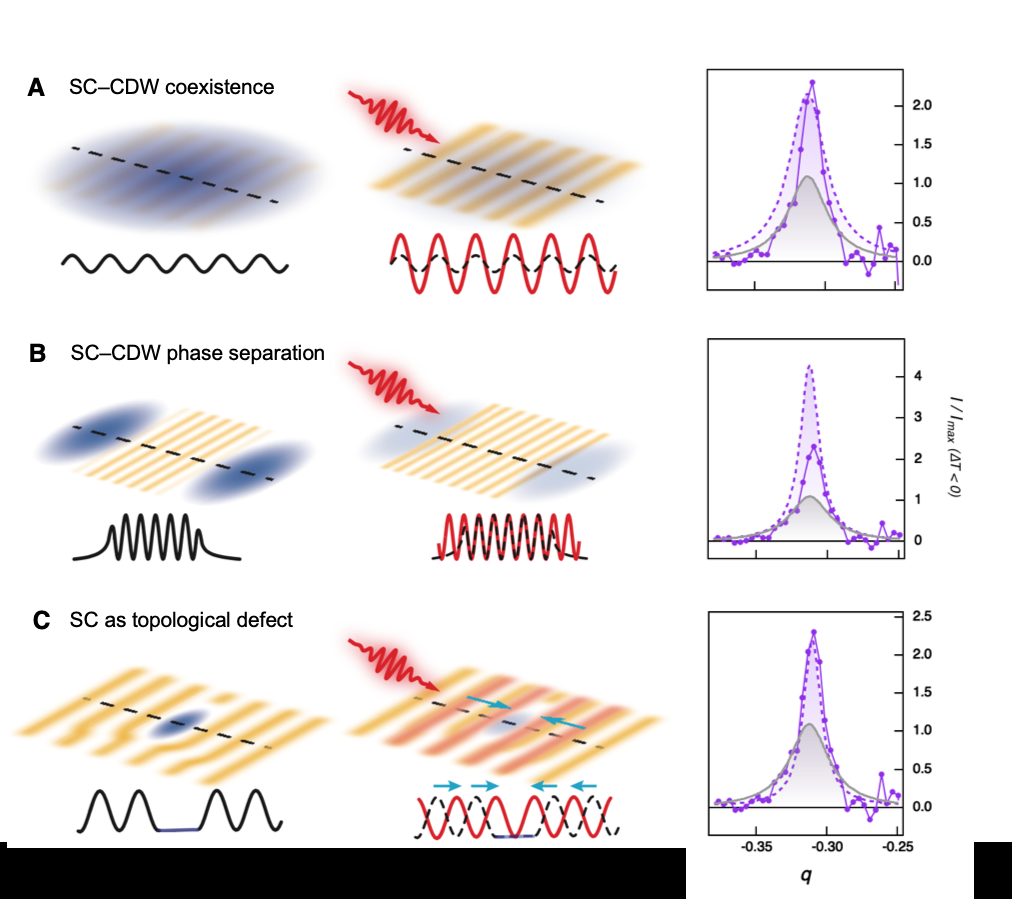 A SC–CDW coexistence
2.0
1.5
1.0
0.5
0.0
B SC–CDW phase separation
4
3
2
1
0
I / Imax (ΔT < 0)
C SC as topological defect
2.5
2.0
1.5
1.0
0.5
0.0
-0.35 -0.30 -0.25
q